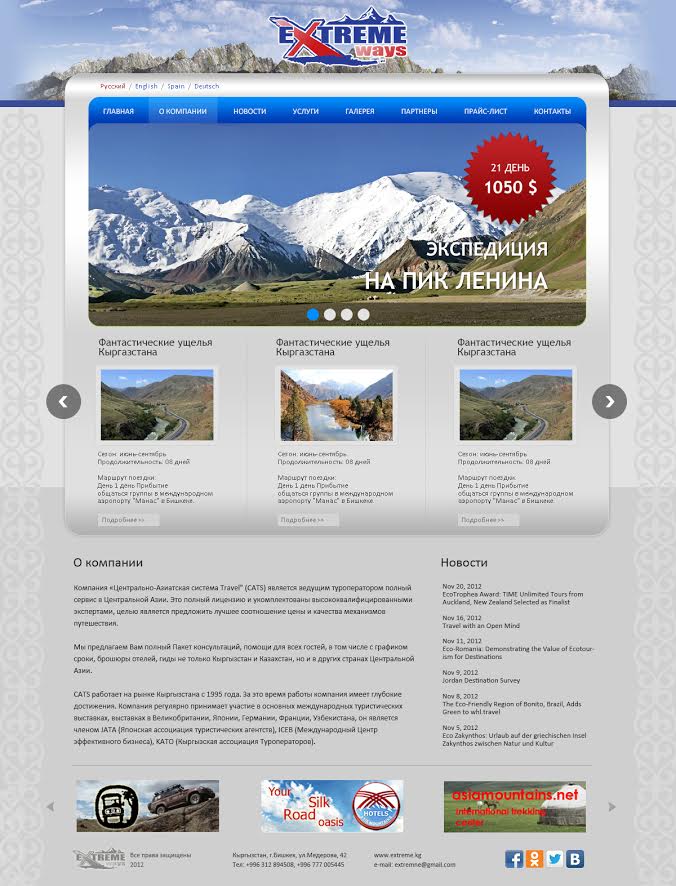 EXTREME
ways
Русский / English / Spain / Deutsch
ГЛАВНАЯ О КОМПАНИИ НОВОСТИ УСЛУГИ ГАЛЕРЕЯ ПАРТНЕРЫ ПРАЙС-ЛИСТ КОНТАКТЫ
21 ДЕНЬ
1050 $
ЭКСПЕДИЦИЯ
НА ПИК ЛЕНИНА
Фантастические ущелья
Кыргазстана
Сезон: июнь-сентябрь
Продолжительность: 08 дней
Маршрут поездки:
День 1 день Прибытие
общаться группы в международном
аэропорту "Манас" в Бишкеке.
Подробнее >>
Фантастические ущелья
Кыргазстана
Сезон: июнь-сентябрь
Продолжительность: 08 дней
Маршрут поездки:
День 1 день Прибытие
общаться группы в международном
аэропорту "Манас" в Бишкеке.
Подробнее >>
Фантастические ущелья
Кыргазстана
Сезон: июнь-сентябрь
Продолжительность: 08 дней
Маршрут поездки:
День 1 день Прибытие
общаться группы в международном
аэропорту "Манас" в Бишкеке.
Подробнее >>
О компании
Компания «Центрально-Азиатская система Travel" (CATS) является ведущим туроператором полный
сервис в Центральной Азии. Это полный лицензию и укомплектованы высококвалифицированными
экспертами, целью является предложить лучшее соотношение цены и качества механизмов
путешествия.
Мы предлагаем Вам полный Пакет консультаций, помощи для всех гостей, в том числе с графиком
сроки, брошюры отелей, гиды не только Кыргызстан и Казахстан, но и в других странах Центральной
Азии.
CATS работает на рынке Кыргызстана с 1995 года. За это время работы компания имеет глубокие
достижения. Компания регулярно принимает участие в основных международных туристических
выставках, выставках в Великобритании, Японии, Германии, Франции, Узбекистана, он является
членом JATA (Японская ассоциация туристических агентств), ICEB (Международный Центр
эффективного бизнеса), КАТО (Кыргызская ассоциация Туроператоров).
Новости
Nov 20, 2012
EcoTrophea Award: TIME Unlimited Tours from
Auckland, New Zealand Selected as Finalist
Nov 16, 2012
Travel with an Open Mind
Nov 11, 2012
Eco-Romania: Demonstrating the Value of Ecotour-
ism for Destinations
Nov 9, 2012
Jordan Destination Survey
Nov 8, 2012
The Eco-Friendly Region of Bonito, Brazil, Adds
Green to whl.travel
Nov 5, 2012
Eco Zakynthos: Urlaub auf der griechischen Insel
Zakynthos zwischen Natur und Kultur
Your
Silk
Road
oasis
HOTELS
asiamountains.net
international trekking
center
EXTREME
ways
Все права защищены
2012
Кыргызстан, г.Бишкек, ул.Медерова, 42
Тел: +996 312 894508, +996 777 005445
www.extreme.kg
e-mail: extremne@gmail.com